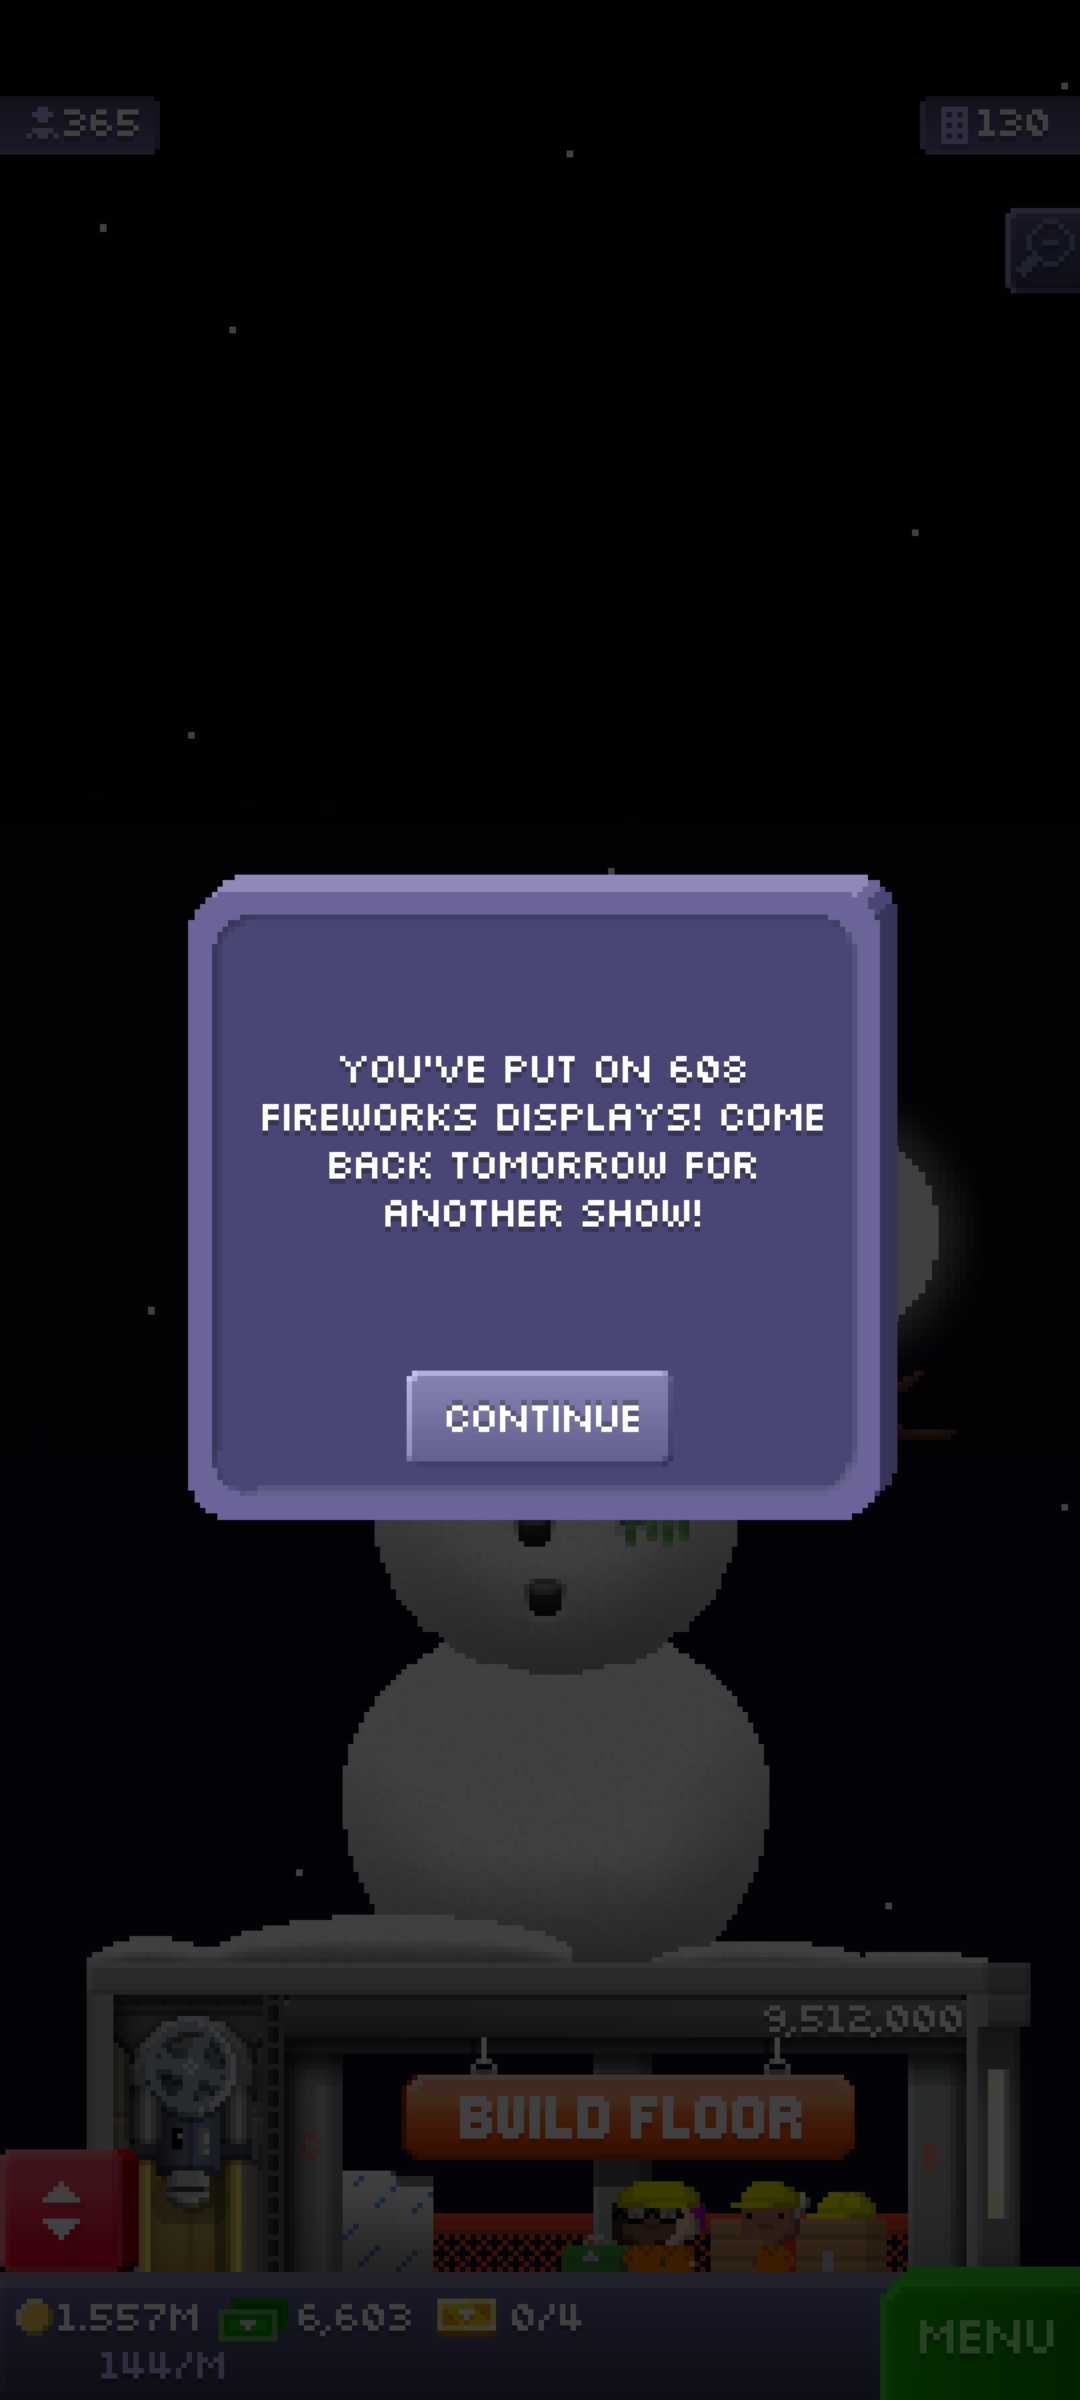 365
130
YOU'VE PUT ON 608
FIREWORKS DISPLAYS! COME
BACK TOMORROW FOR
ANOTHER SHOW!
CONTINUE
9,512,000
BUILD FLOOR
C
B
1.557M 6,603 0/4
144/M
MENU